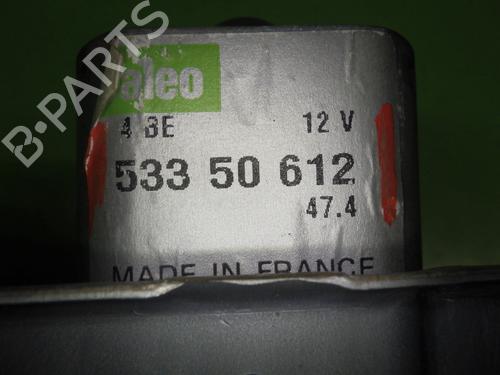 B-PARTS
aleo
4 BE 12 V
533 50 612
47.4
MADE IN FRANCE